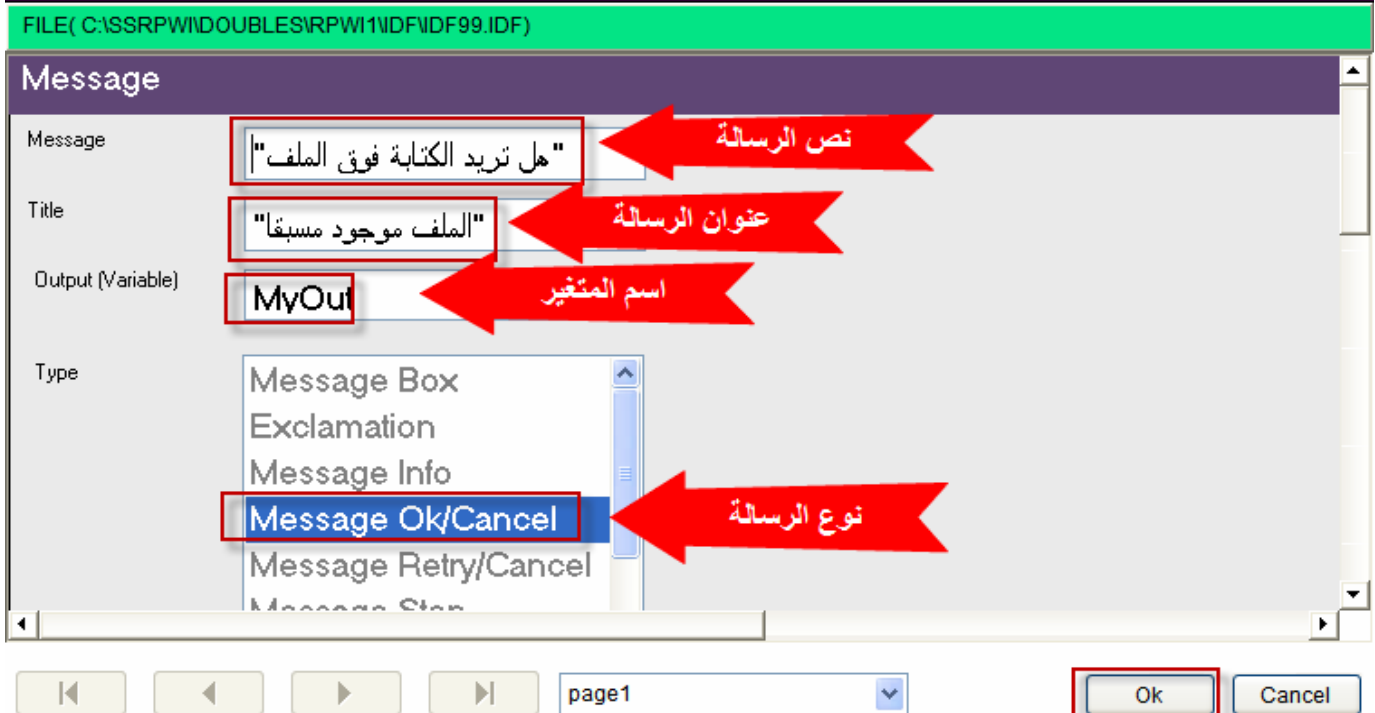 FILE( C:\SSRPWI\DOUBLES\RPWI1\IDF\IDF99.IDF)
Message
Message
"هل تريد الكتابة فوق الملف"
نص الرسالة
Title
"الملف موجود مسبقا"
عنوان الرسالة
Output (Variable)
MyOut
اسم المتغير
Type
Message Box
Exclamation
Message Info
Message Ok/Cancel
نوع الرسالة
Message Retry/Cancel
page1
Ok
Cancel